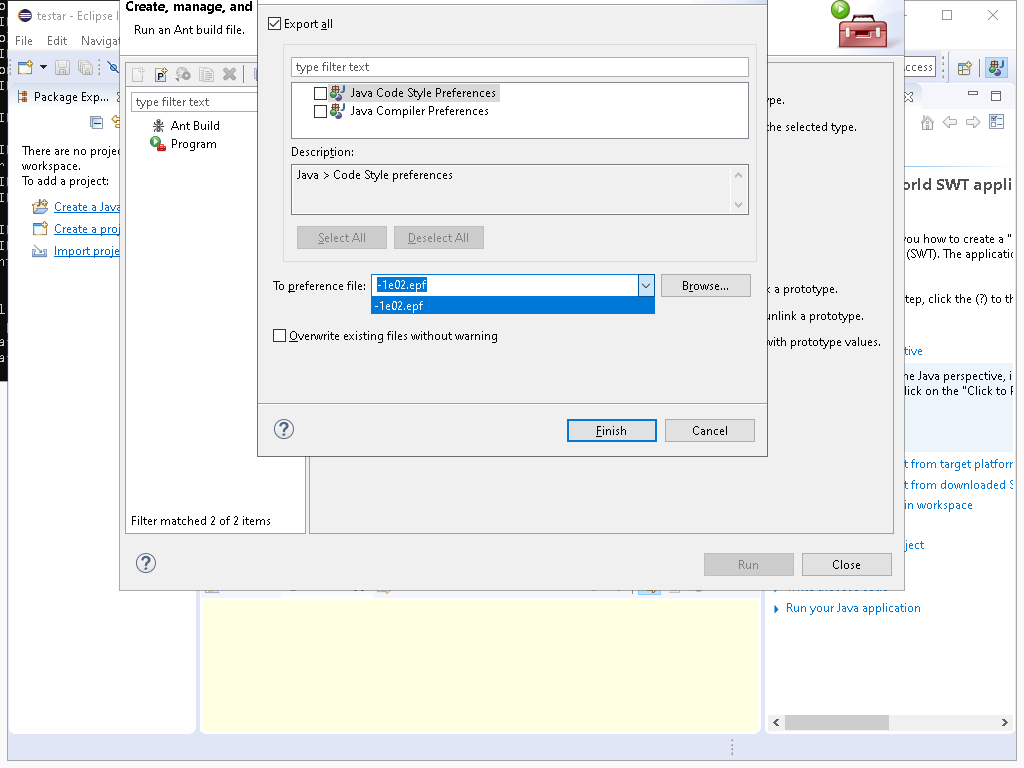 testar - Eclipse I
File Edit Naviga
Create, manage, and
Run an Ant build file.
Export all
type filter text
Java Code Style Preferences
Java Compiler Preferences
Description:
Java > Code Style preferences
Select All
Deselect All
To preference file:
-1e02.epf
Browse...
-1e02.epf
Overwrite existing files without warning
?
Finish
Cancel
type filter text
Ant Build
Program
Filter matched 2 of 2 items
?
Run
Close
ype.
he selected type.
k a prototype.
unlink a prototype.
with prototype values.
Package Exp...
There are no proje
workspace.
To add a project:
Create a Java
Create a proj
Import proje
ccess
orld SWT appli
you how to create a "
(SWT). The applicatio
tep, click the (?) to th
tive
he Java perspective, i
lick on the "Click to P
t from target platform
t from downloaded S
in workspace
ject
Run your Java application